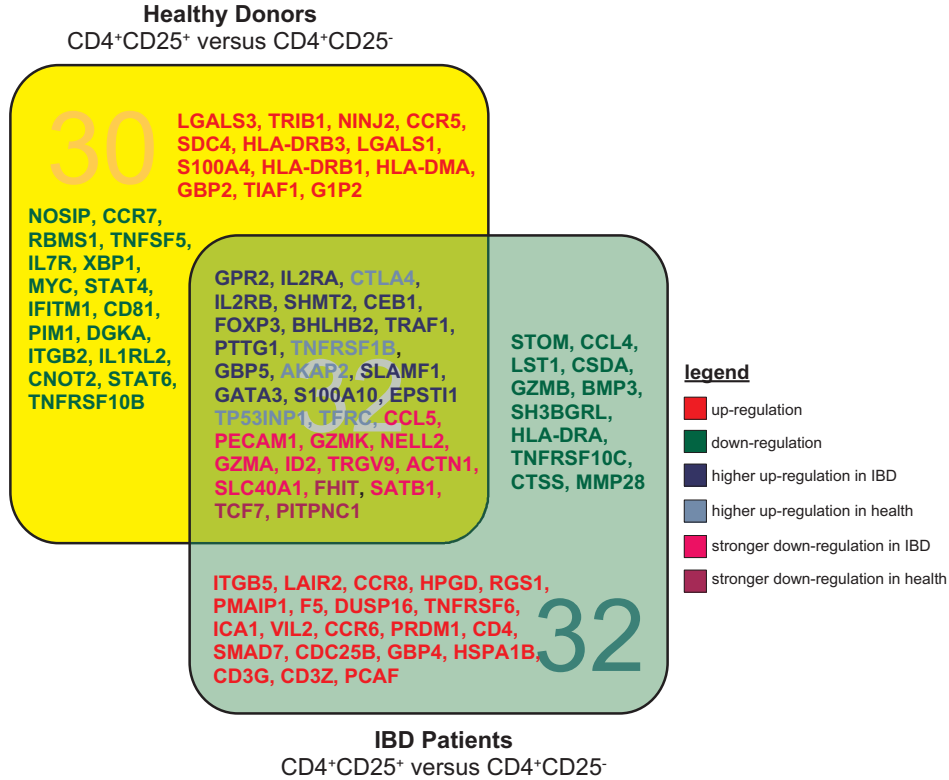 Healthy Donors
CD4⁺CD25⁺ versus CD4⁺CD25⁻
30
LGALS3, TRIB1, NINJ2, CCR5,
SDC4, HLA-DRB3, LGALS1,
S100A4, HLA-DRB1, HLA-DMA,
GBP2, TIAF1, G1P2
NOSIP, CCR7,
RBMS1, TNFSF5,
IL7R, XBP1,
MYC, STAT4,
IFITM1, CD81,
PIM1, DGKA,
ITGB2, IL1RL2,
CNOT2, STAT6,
TNFRSF10B
GPR2, IL2RA, CTLA4,
IL2RB, SHMT2, CEB1,
FOXP3, BHLHB2, TRAF1,
PTTG1, TNFRSF1B,
GBP5, AKAP2, SLAMF1,
GATA3, S100A10, EPSTI1
TP53INP1, TFRC, CCL5,
PECAM1, GZMK, NELL2,
GZMA, ID2, TRGV9, ACTN1,
SLC40A1, FHIT, SATB1,
TCF7, PITPNC1
32
STOM, CCL4,
LST1, CSDA,
GZMB, BMP3,
SH3BGRL,
HLA-DRA,
TNFRSF10C,
CTSS, MMP28
legend
up-regulation
down-regulation
higher up-regulation in IBD
higher up-regulation in health
stronger down-regulation in IBD
stronger down-regulation in health
ITGB5, LAIR2, CCR8, HPGD, RGS1,
PMAIP1, F5, DUSP16, TNFRSF6,
ICA1, VIL2, CCR6, PRDM1, CD4,
SMAD7, CDC25B, GBP4, HSPA1B,
CD3G, CD3Z, PCAF
32
IBD Patients
CD4⁺CD25⁺ versus CD4⁺CD25⁻